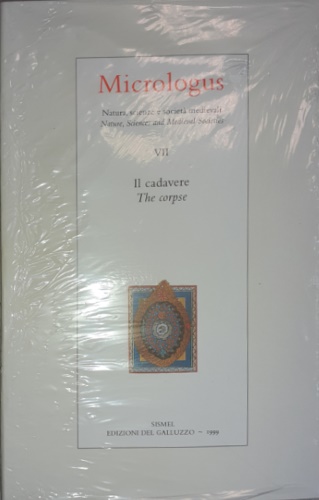 Micrologus
Natura, scienze e società medievali
Nature, Sciences and Medieval Societies
VII
Il cadavere
The corpse
SISMEL
EDIZIONI DEL GALLUZZO ~ 1999